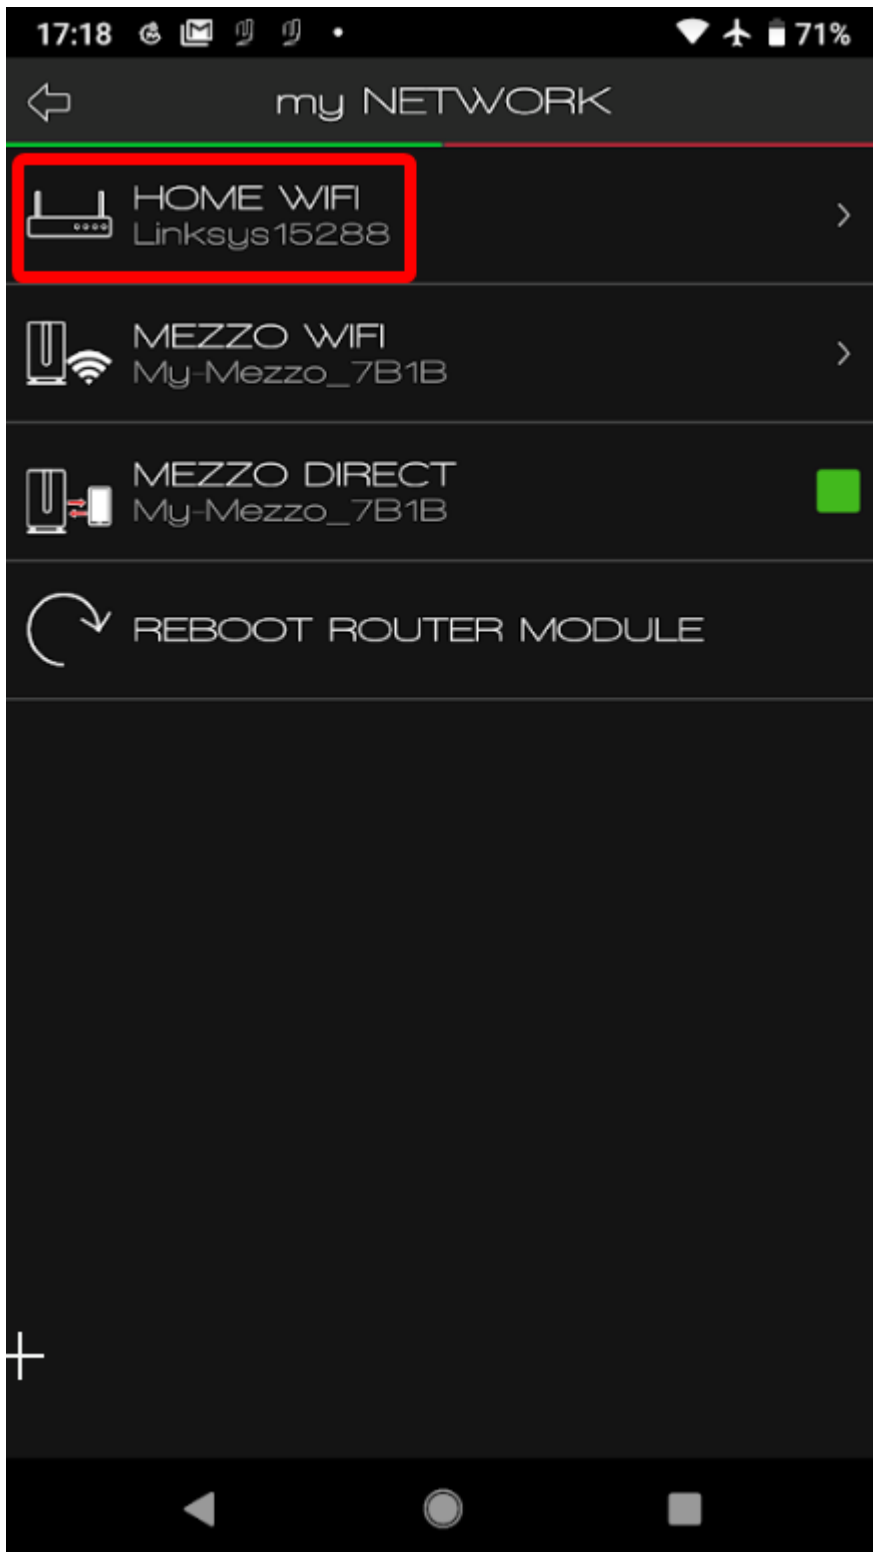 17:18
71%
my NETWORK
HOME WIFI
Linksys15288
MEZZO WIFI
My-Mezzo_7B1B
MEZZO DIRECT
My-Mezzo_7B1B
REBOOT ROUTER MODULE